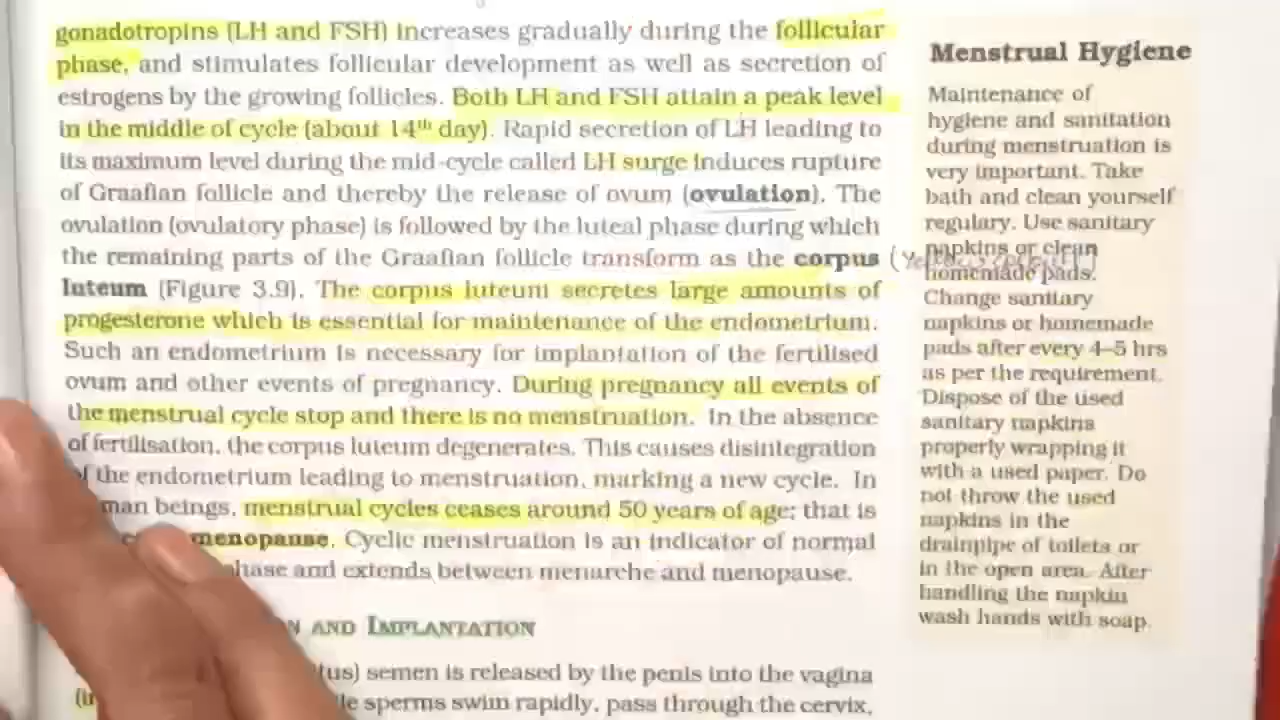 gonadotropins (LH and FSH) increases gradually during the follicular
phase, and stimulates follicular development as well as secretion of
estrogens by the growing follicles. Both LH and FSH attain a peak level
in the middle of cycle (about 14th day). Rapid secretion of LH leading to
its maximum level during the mid-cycle called LH surge induces rupture
of Graafian follicle and thereby the release of ovum (ovulation). The
ovulation (ovulatory phase) is followed by the luteal phase during which
the remaining parts of the Graafian follicle transform as the corpus
luteum (Figure 3.9). The corpus luteum secretes large amounts of
progesterone which is essential for maintenance of the endometrium.
Such an endometrium is necessary for implantation of the fertilised
ovum and other events of pregnancy. During pregnancy all events of
the menstrual cycle stop and there is no menstruation. In the absence
of fertilisation, the corpus luteum degenerates. This causes disintegration
of the endometrium leading to menstruation, marking a new cycle. In
man beings, menstrual cycles ceases around 50 years of age; that is
menopause. Cyclic menstruation is an indicator of normal
hase and extends between menarche and menopause.
N AND IMPLANTATION
tus) semen is released by the penis into the vagina
le sperms swim rapidly, pass through the cervix,
Menstrual Hygiene
Maintenance of
hygiene and sanitation
during menstruation is
very important. Take
bath and clean yourself
regulary. Use sanitary
napkins or clean
homemade pads.
Change sanitary
napkins or homemade
pads after every 4–5 hrs
as per the requirement.
Dispose of the used
sanitary napkins
properly wrapping it
with a used paper. Do
not throw the used
napkins in the
drainpipe of toilets or
in the open area. After
handling the napkin
wash hands with soap.